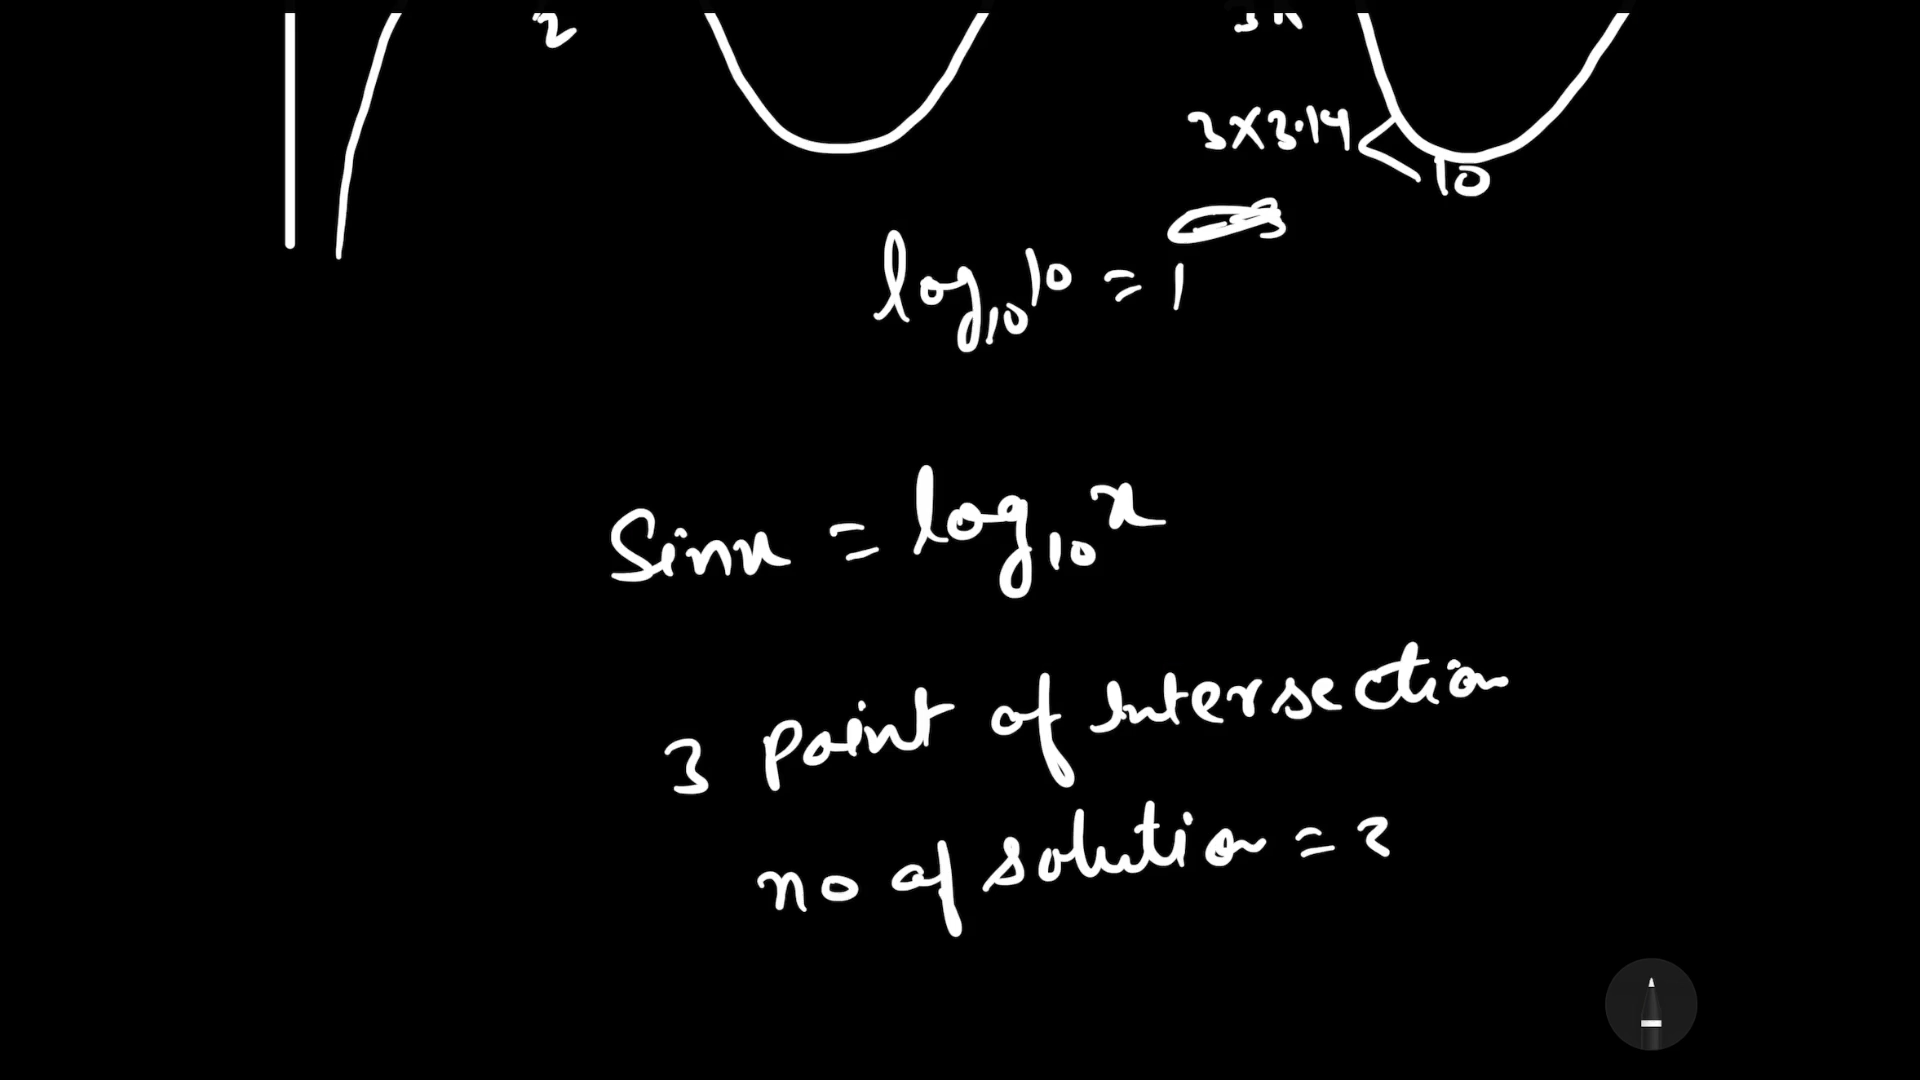 2
3×3.14
10
log₁₀10 = 1
Sinx = log₁₀x
3 point of intersection
no of solution = 3